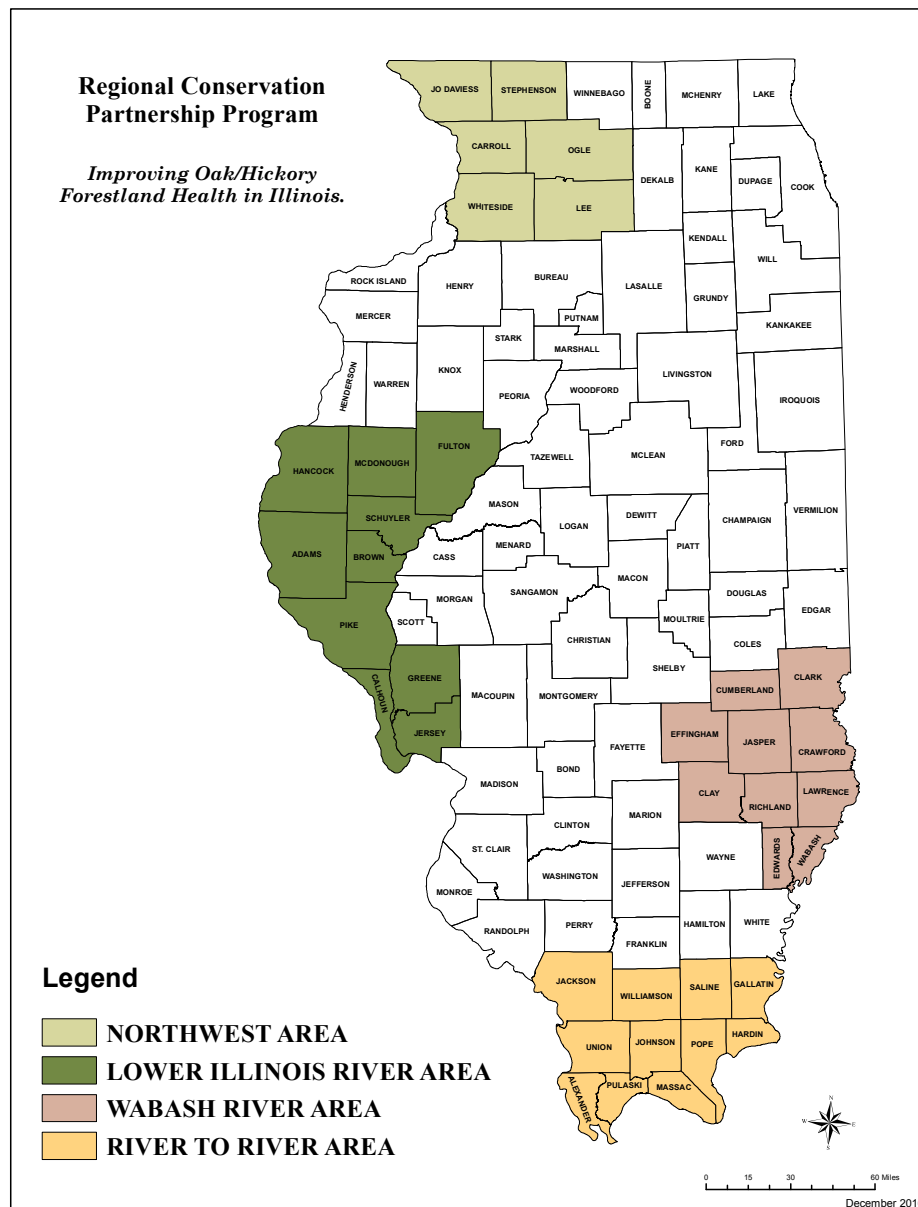 Regional Conservation
Partnership Program
Improving Oak/Hickory
Forestland Health in Illinois.
JO DAVIESS
STEPHENSON
WINNEBAGO
BOONE
MCHENRY
LAKE
CARROLL
OGLE
DEKALB
KANE
DUPAGE
COOK
WHITESIDE
LEE
KENDALL
WILL
ROCK ISLAND
HENRY
BUREAU
LASALLE
GRUNDY
MERCER
PUTNAM
KANKAKEE
STARK
MARSHALL
HENDERSON
WARREN
KNOX
PEORIA
WOODFORD
LIVINGSTON
IROQUOIS
HANCOCK
MCDONOUGH
FULTON
TAZEWELL
MCLEAN
FORD
SCHUYLER
MASON
LOGAN
DEWITT
CHAMPAIGN
VERMILION
ADAMS
BROWN
CASS
MENARD
PIATT
MACON
PIKE
SCOTT
MORGAN
SANGAMON
CHRISTIAN
MOULTRIE
DOUGLAS
EDGAR
COLES
CALHOUN
GREENE
MACOUPIN
MONTGOMERY
SHELBY
CUMBERLAND
CLARK
JERSEY
FAYETTE
EFFINGHAM
JASPER
CRAWFORD
MADISON
BOND
CLAY
RICHLAND
LAWRENCE
CLINTON
MARION
ST. CLAIR
WAYNE
EDWARDS
WABASH
MONROE
WASHINGTON
JEFFERSON
RANDOLPH
PERRY
FRANKLIN
HAMILTON
WHITE
JACKSON
WILLIAMSON
SALINE
GALLATIN
UNION
JOHNSON
POPE
HARDIN
ALEXANDER
PULASKI
MASSAC
Legend
NORTHWEST AREA
LOWER ILLINOIS RIVER AREA
WABASH RIVER AREA
RIVER TO RIVER AREA
N
W E
S
0 15 30 60 Miles
December 201